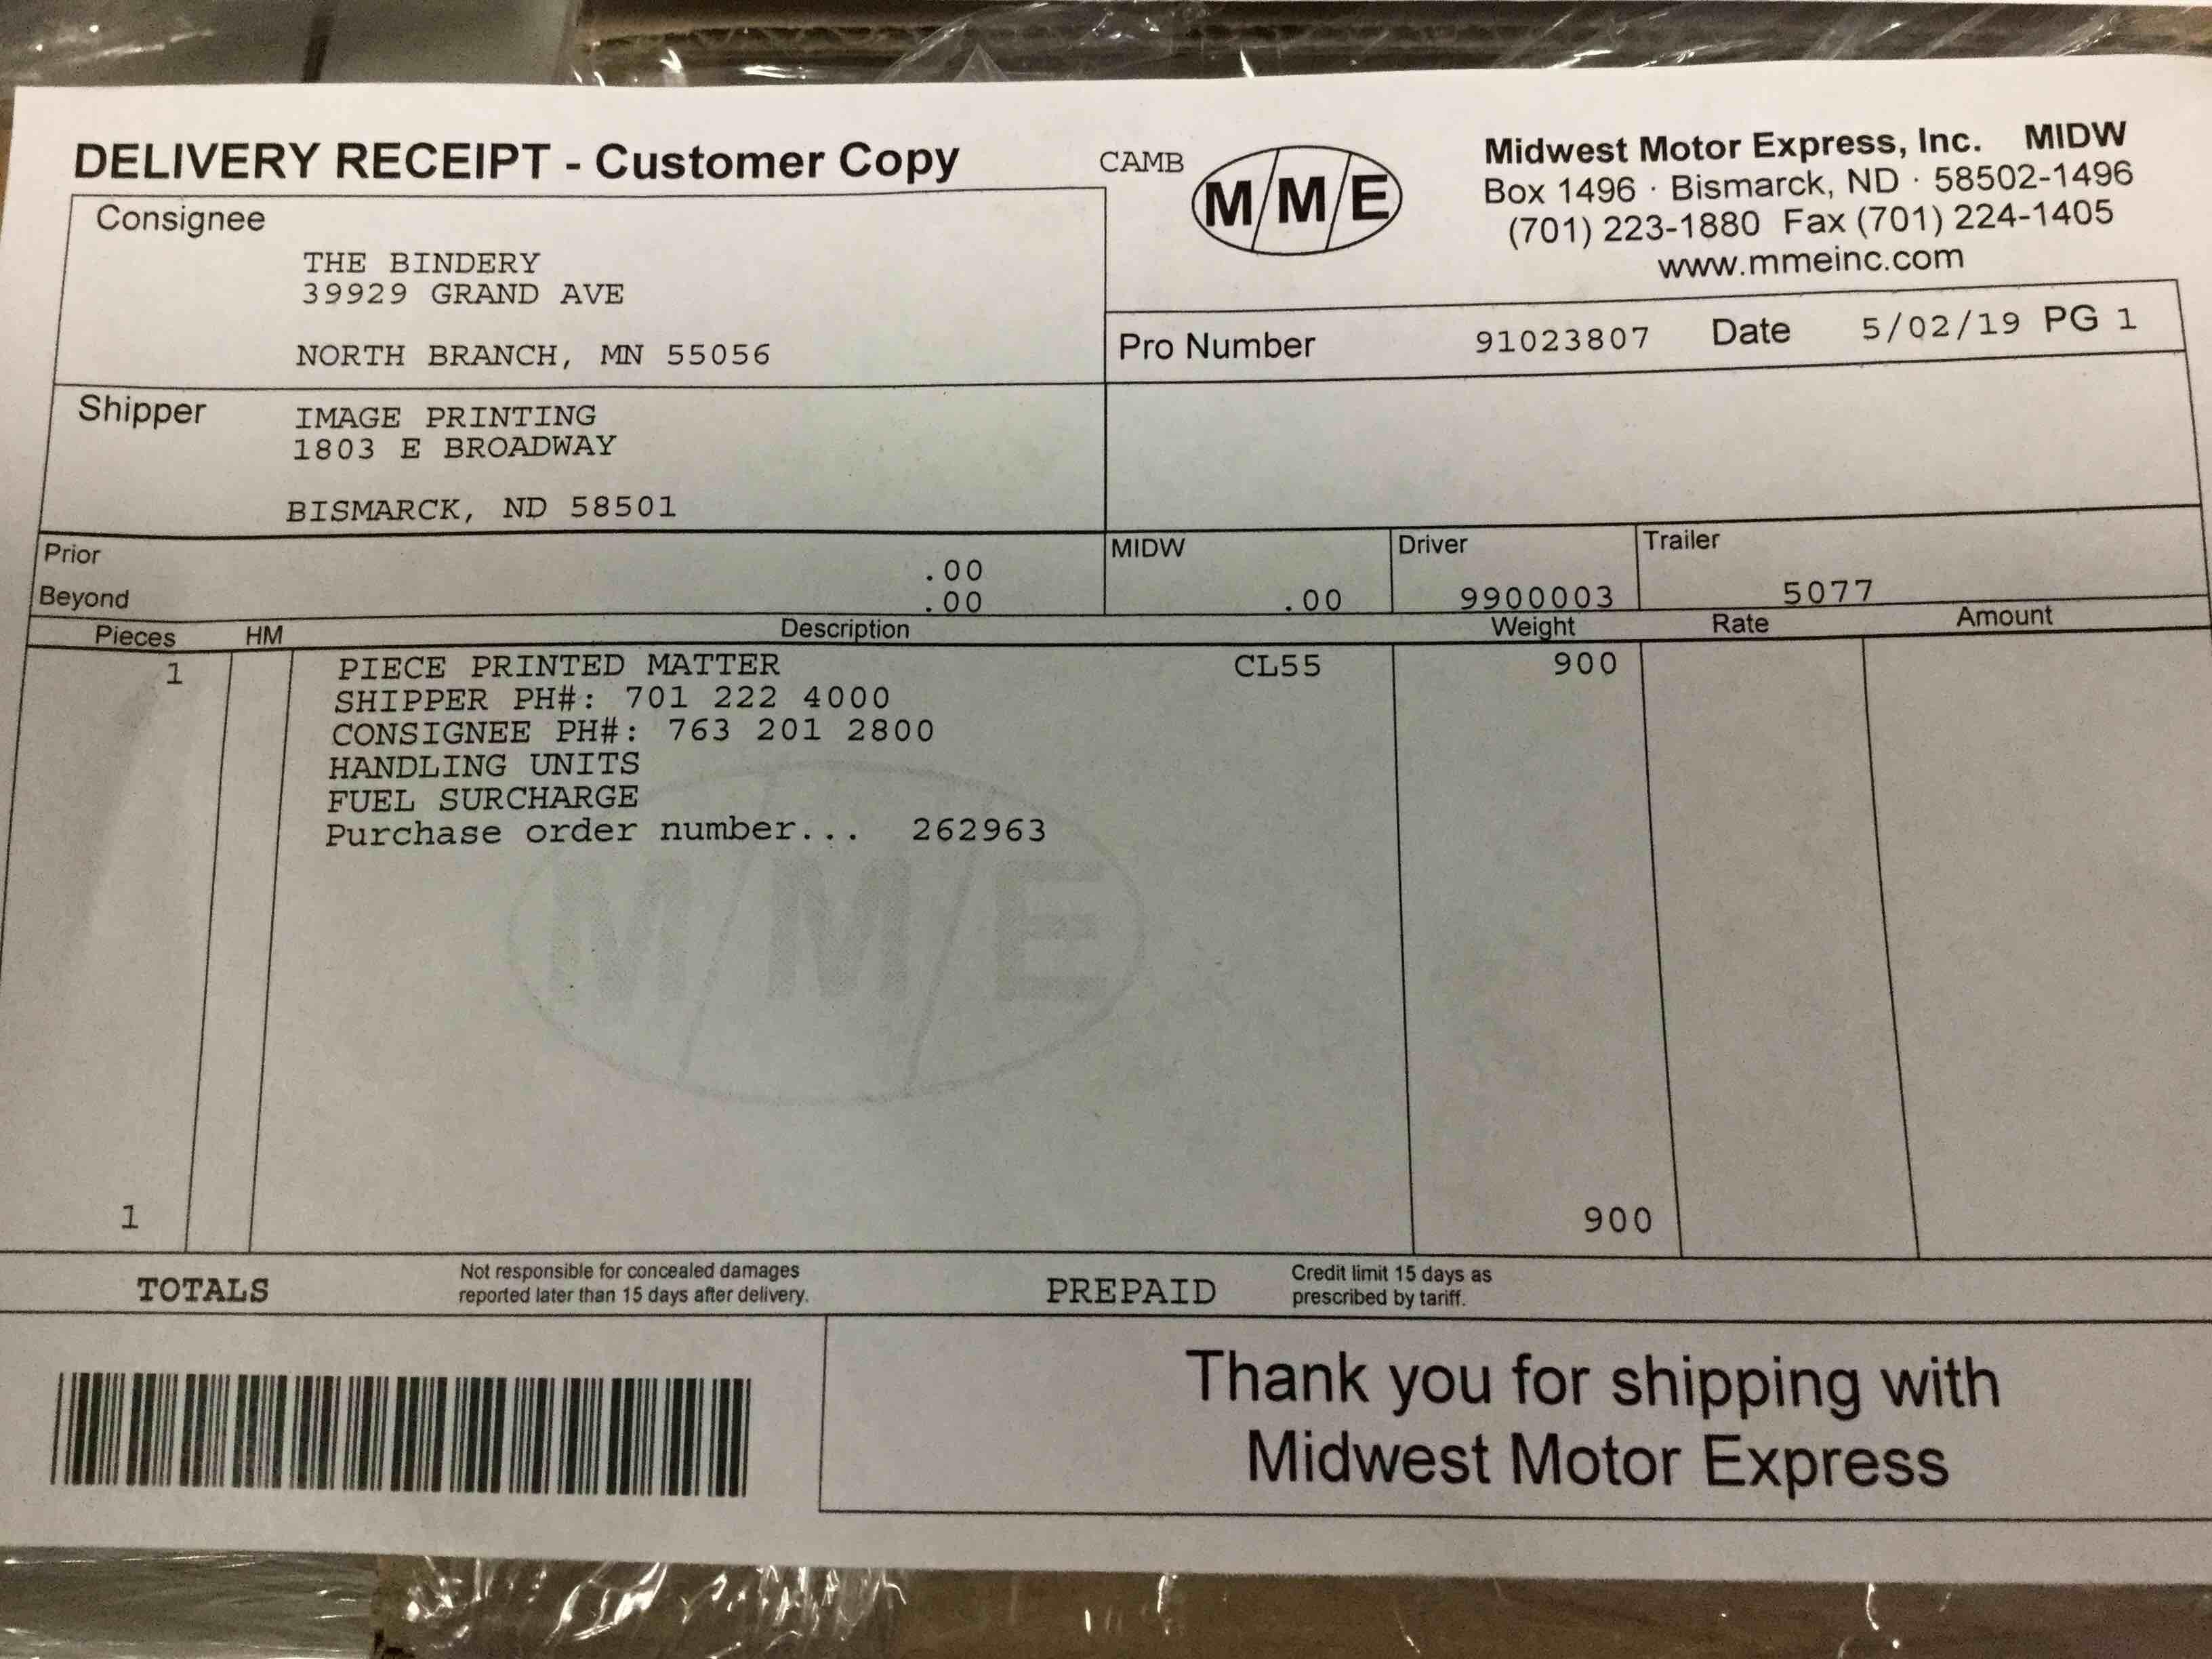 DELIVERY RECEIPT - Customer Copy
CAMB
M/M/E
Midwest Motor Express, Inc. MIDW
Box 1496 · Bismarck, ND · 58502-1496
(701) 223-1880 Fax (701) 224-1405
www.mmeinc.com
Consignee
THE BINDERY
39929 GRAND AVE
NORTH BRANCH, MN 55056
Pro Number 91023807 Date 5/02/19 PG 1
Shipper
IMAGE PRINTING
1803 E BROADWAY
BISMARCK, ND 58501
Prior .00
Beyond .00
MIDW .00
Driver 9900003
Trailer 5077
Pieces HM Description Weight Rate Amount
1 PIECE PRINTED MATTER CL55 900
SHIPPER PH#: 701 222 4000
CONSIGNEE PH#: 763 201 2800
HANDLING UNITS
FUEL SURCHARGE
Purchase order number... 262963
M/M/E
1 900
TOTALS
Not responsible for concealed damages
reported later than 15 days after delivery.
PREPAID
Credit limit 15 days as
prescribed by tariff.
Thank you for shipping with
Midwest Motor Express